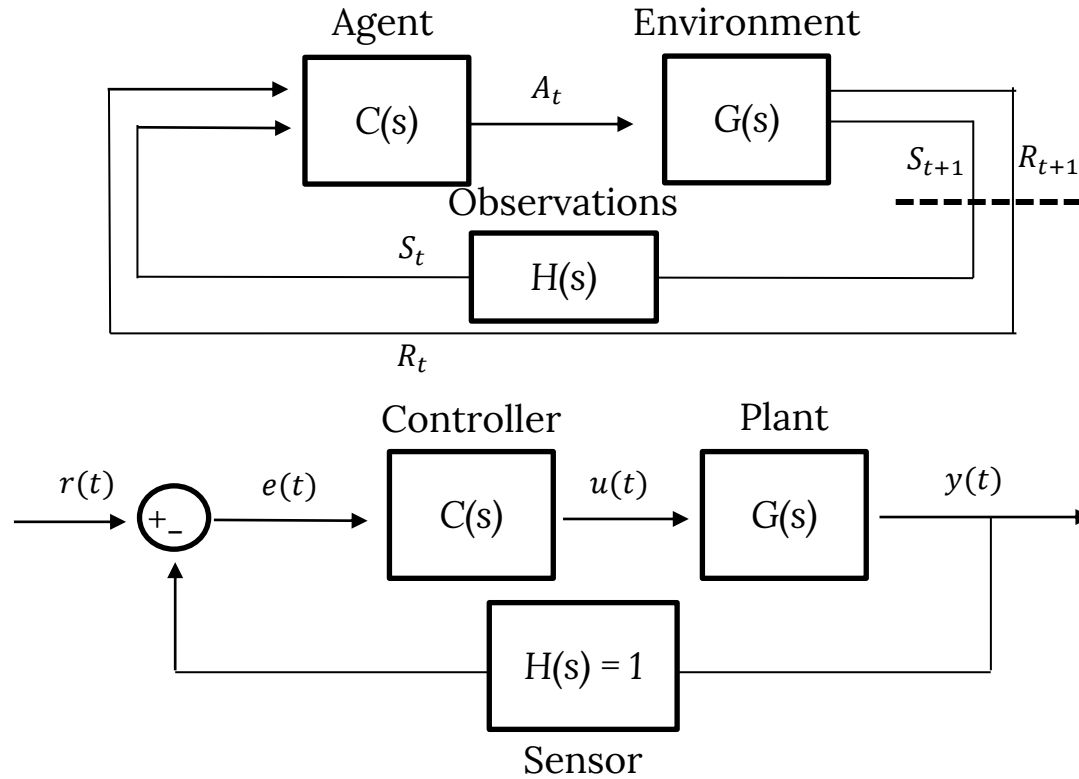 Agent
Environment
C(s)
A_t
G(s)
S_{t+1}
R_{t+1}
Observations
S_t
H(s)
R_t
Controller
Plant
r(t)
+
−
e(t)
C(s)
u(t)
G(s)
y(t)
H(s) = 1
Sensor